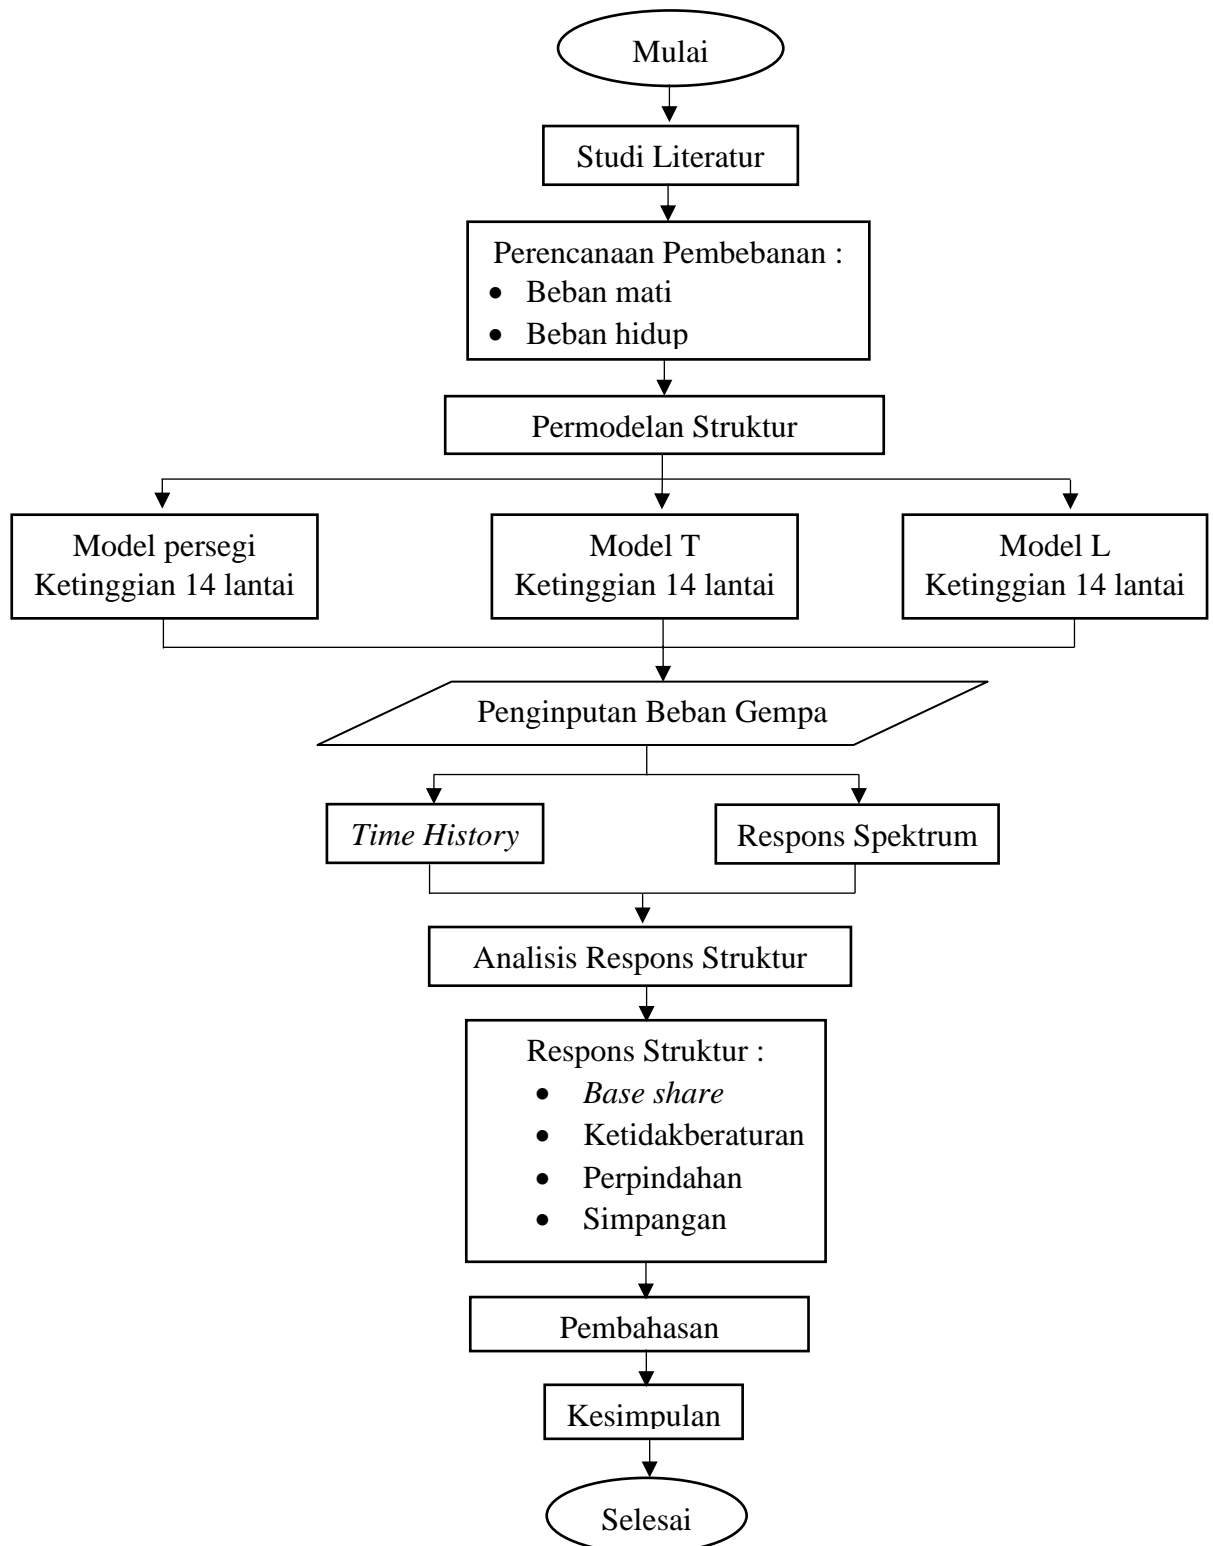 Mulai
Studi Literatur
Perencanaan Pembebanan :
• Beban mati
• Beban hidup
Permodelan Struktur
Model persegi
Ketinggian 14 lantai
Model T
Ketinggian 14 lantai
Model L
Ketinggian 14 lantai
Penginputan Beban Gempa
Time History
Respons Spektrum
Analisis Respons Struktur
Respons Struktur :
• Base share
• Ketidakberaturan
• Perpindahan
• Simpangan
Pembahasan
Kesimpulan
Selesai